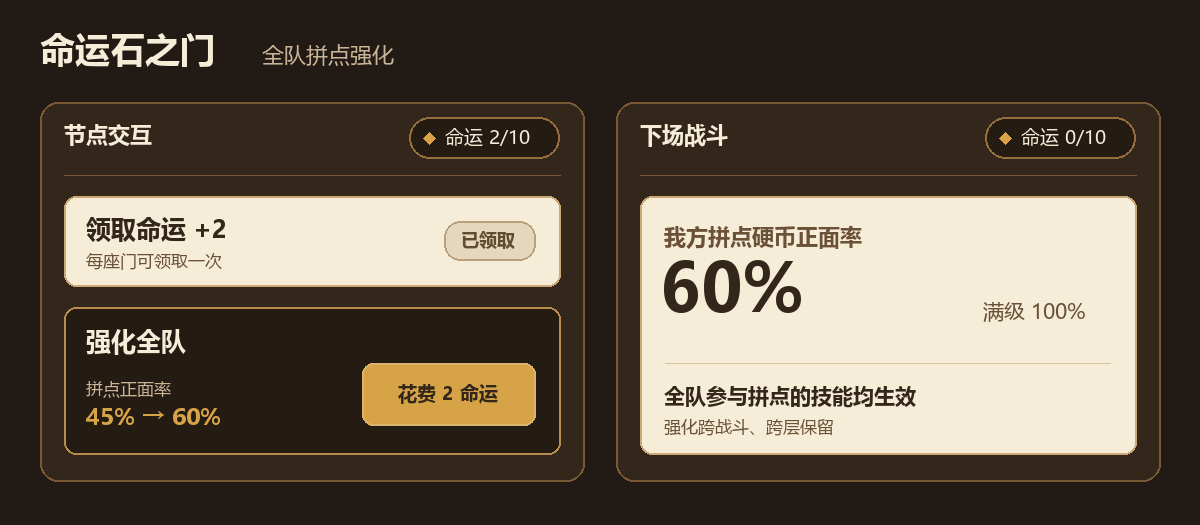 命运石之门
全队拼点强化
节点交互
命运 2/10
领取命运 +2
每座门可领取一次
已领取
强化全队
拼点正面率
45% → 60%
花费 2 命运
下场战斗
命运 0/10
我方拼点硬币正面率
60%
满级 100%
全队参与拼点的技能均生效
强化跨战斗、跨层保留